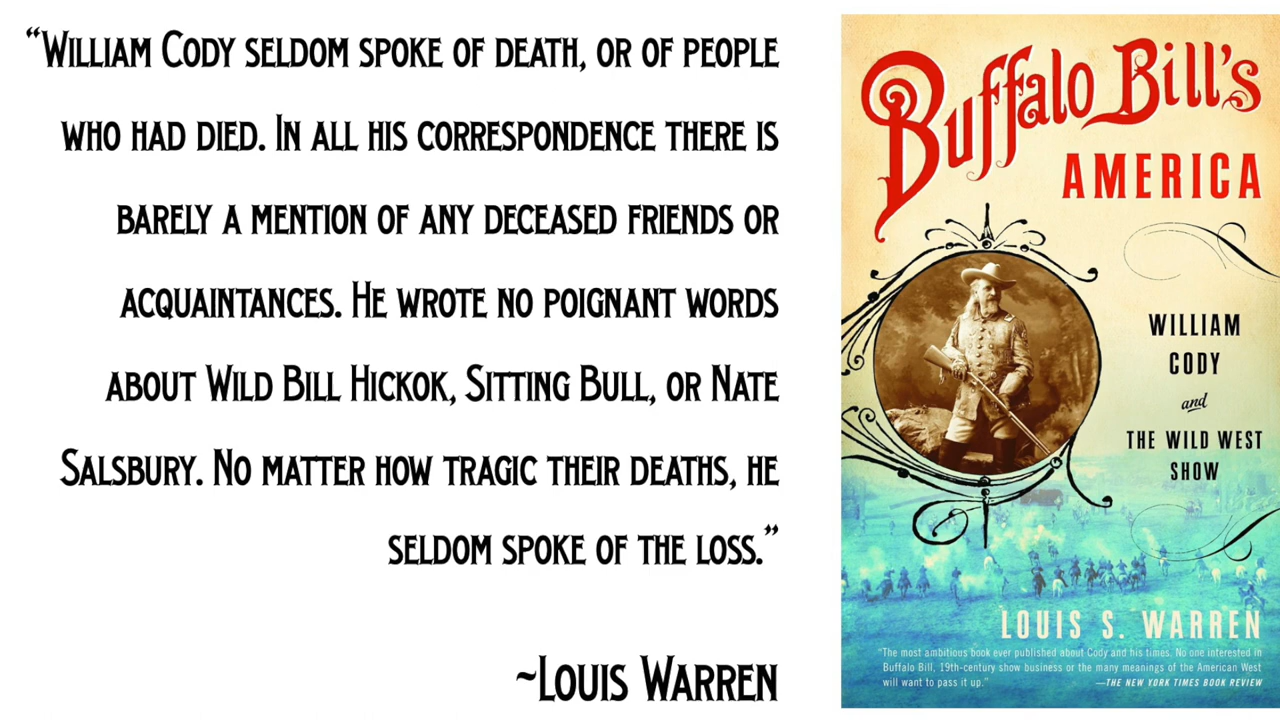 “William Cody seldom spoke of death, or of people
who had died. In all his correspondence there is
barely a mention of any deceased friends or
acquaintances. He wrote no poignant words
about Wild Bill Hickok, Sitting Bull, or Nate
Salsbury. No matter how tragic their deaths, he
seldom spoke of the loss.”
~Louis Warren
Buffalo Bill's
AMERICA
WILLIAM
CODY
and
THE WILD WEST
SHOW
LOUIS S. WARREN
"The most ambitious book ever published about Cody and his times. No one interested in
Buffalo Bill, 19th-century show business or the many meanings of the American West
will want to pass it up."
—THE NEW YORK TIMES BOOK REVIEW